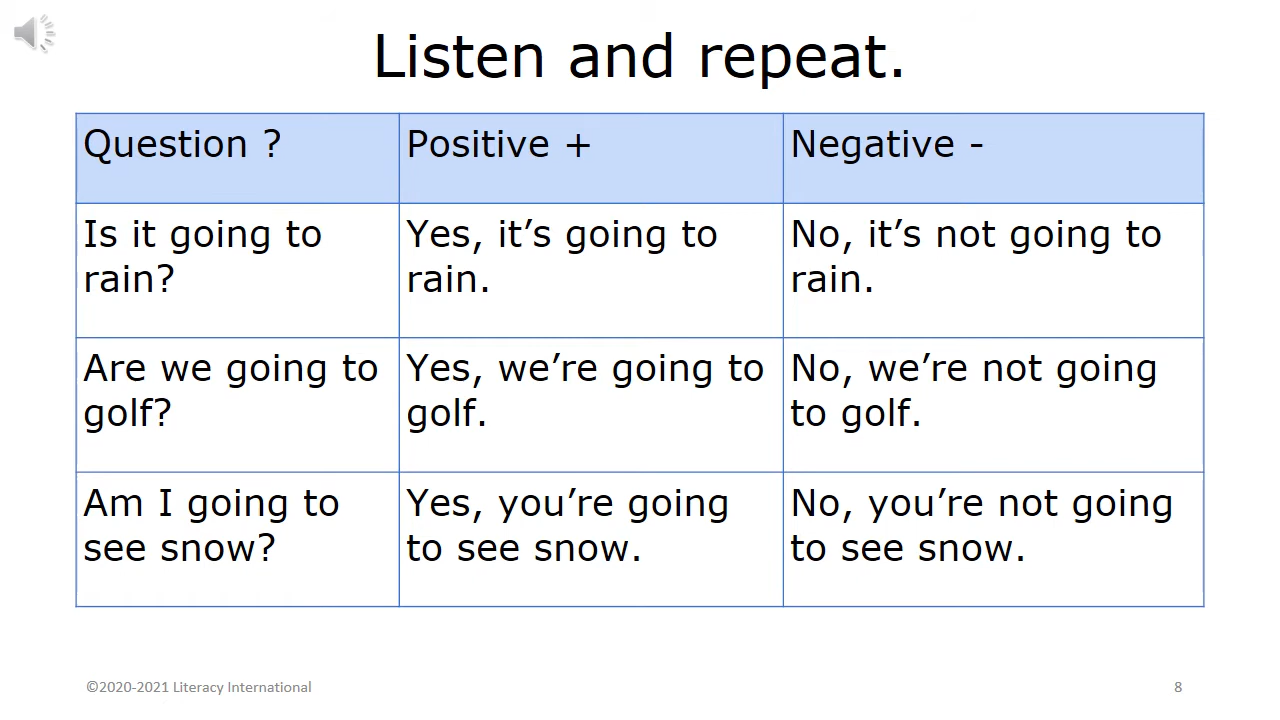 Listen and repeat.
Question ?
Positive +
Negative -
Is it going to
rain?
Yes, it’s going to
rain.
No, it’s not going to
rain.
Are we going to
golf?
Yes, we’re going to
golf.
No, we’re not going
to golf.
Am I going to
see snow?
Yes, you’re going
to see snow.
No, you’re not going
to see snow.
©2020-2021 Literacy International
8